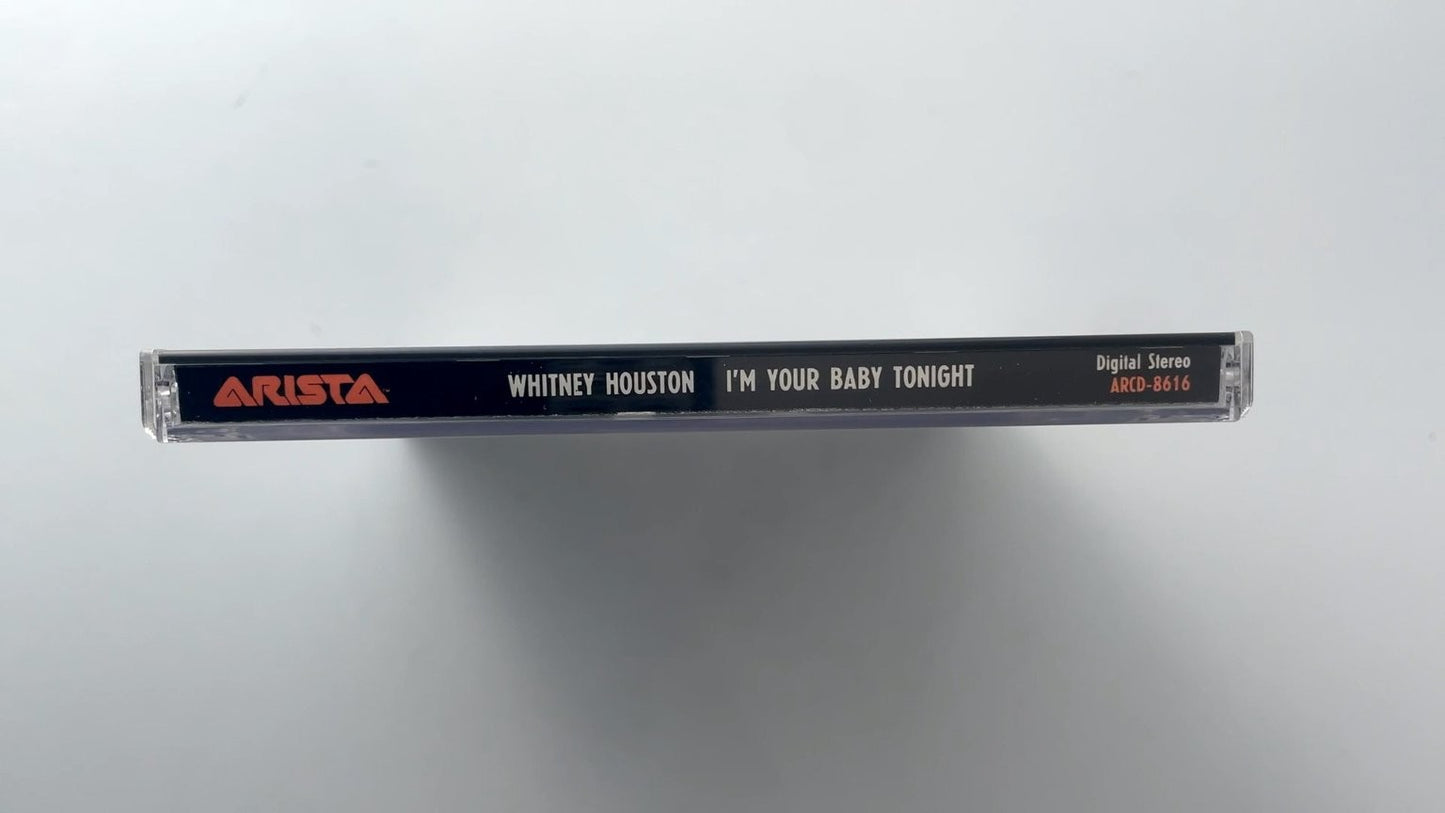 ARISTA
WHITNEY HOUSTON I'M YOUR BABY TONIGHT
Digital Stereo
ARCD-8616